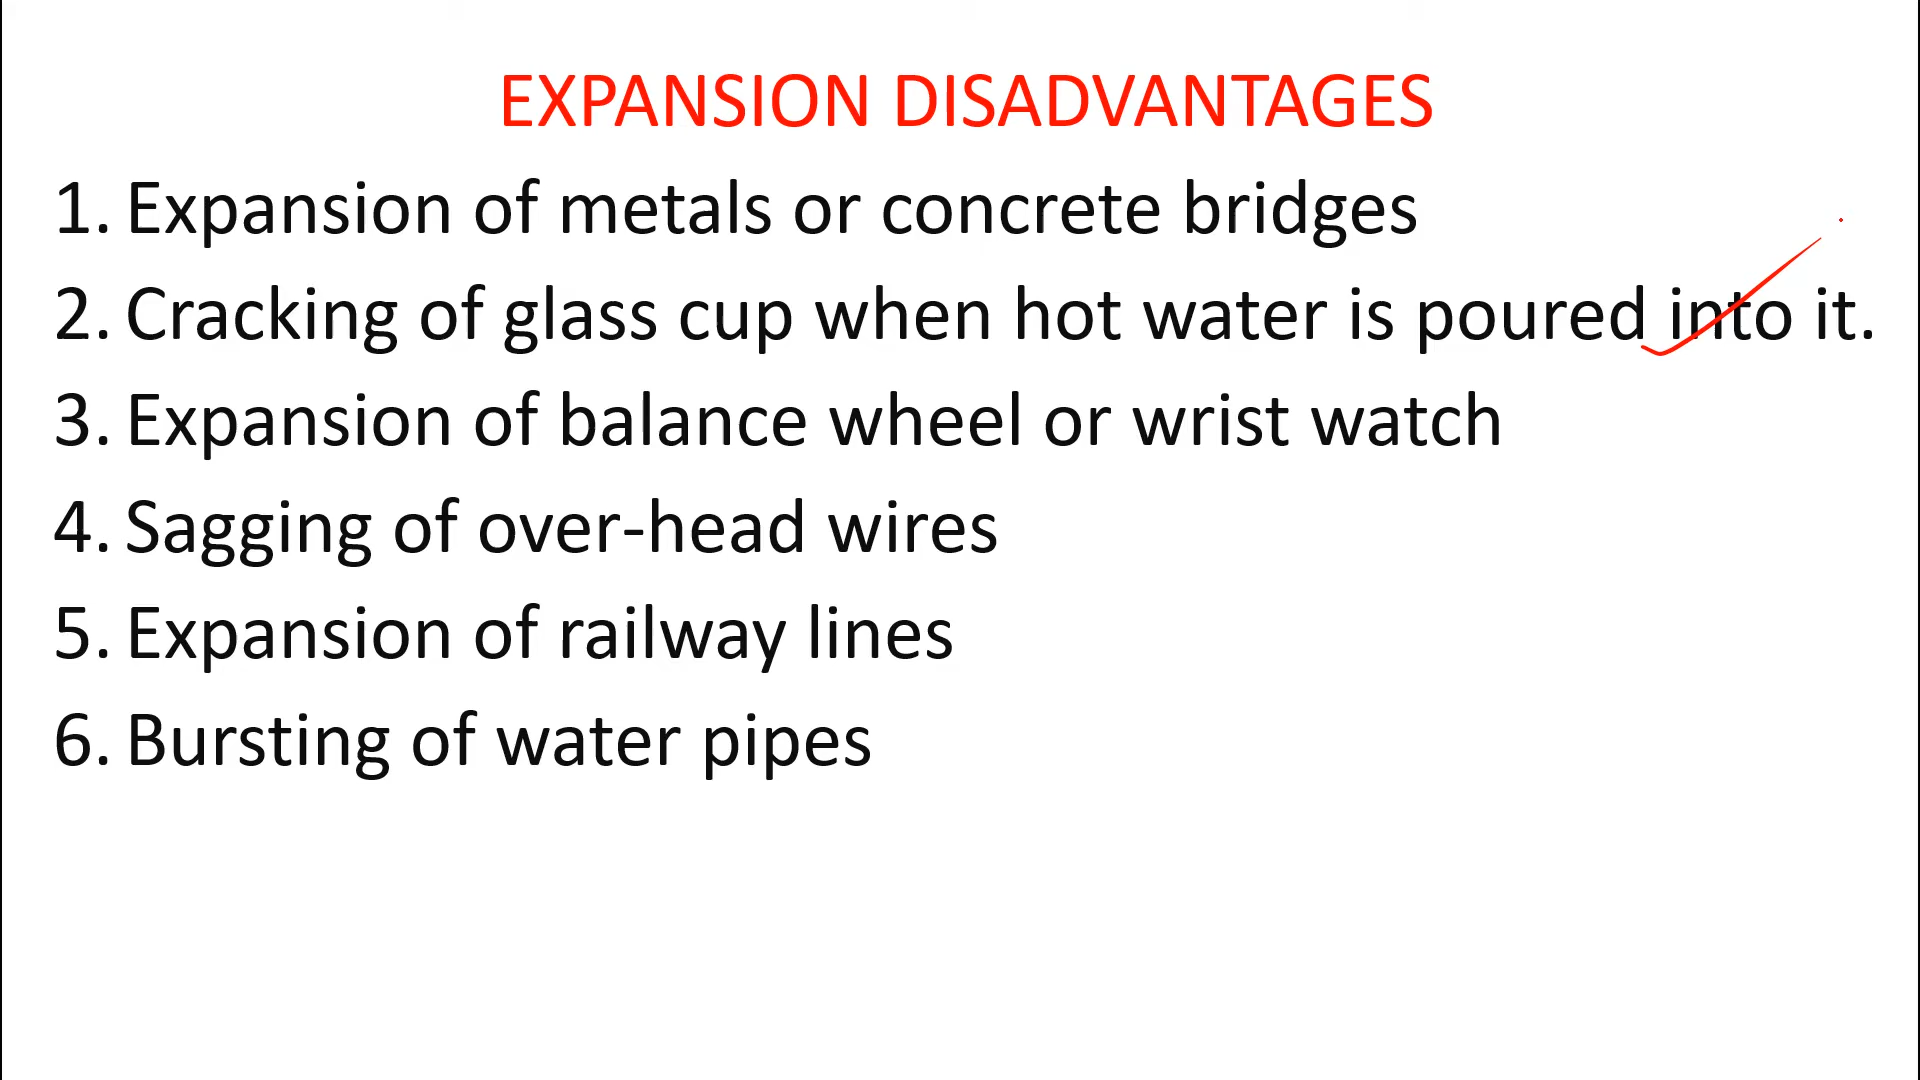 EXPANSION DISADVANTAGES
1. Expansion of metals or concrete bridges
2. Cracking of glass cup when hot water is poured into it.
3. Expansion of balance wheel or wrist watch
4. Sagging of over-head wires
5. Expansion of railway lines
6. Bursting of water pipes